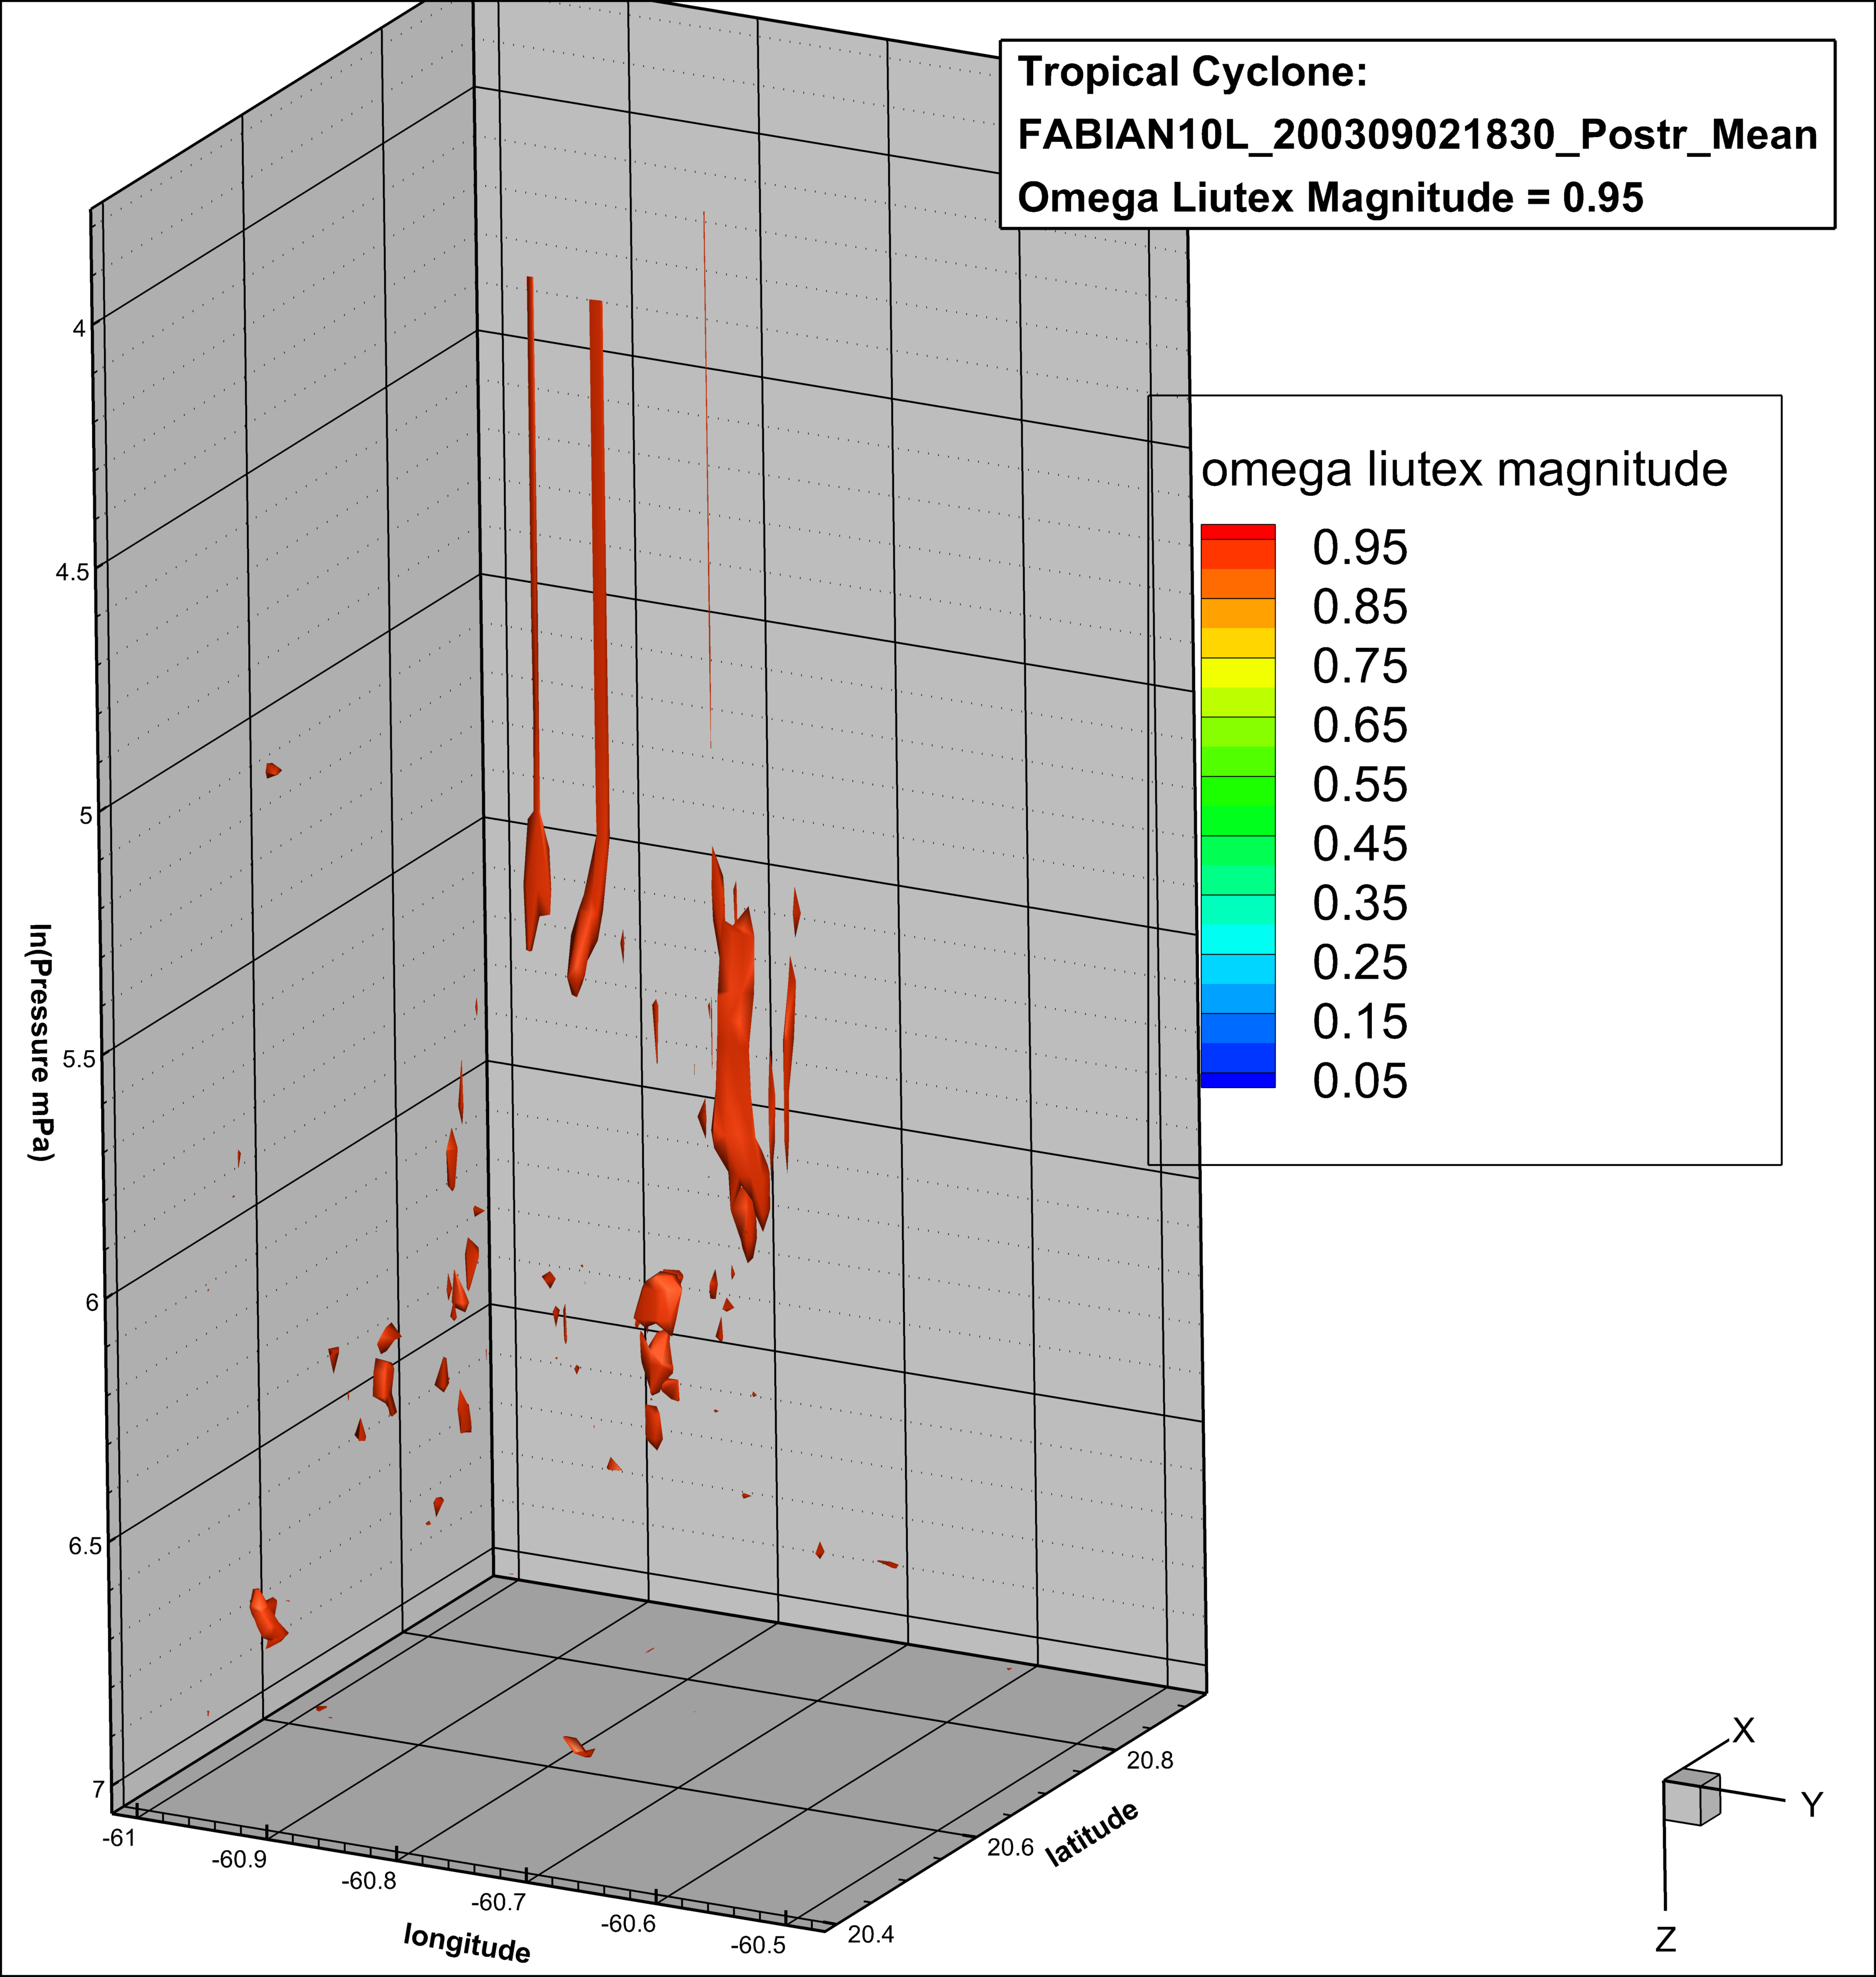 Tropical Cyclone:
FABIAN10L_200309021830_Postr_Mean
Omega Liutex Magnitude = 0.95
omega liutex magnitude
0.95
0.85
0.75
0.65
0.55
0.45
0.35
0.25
0.15
0.05
ln(Pressure mPa)
4
4.5
5
5.5
6
6.5
7
-61
-60.9
-60.8
-60.7
-60.6
-60.5
longitude
20.4
20.6
20.8
latitude
X
Y
Z